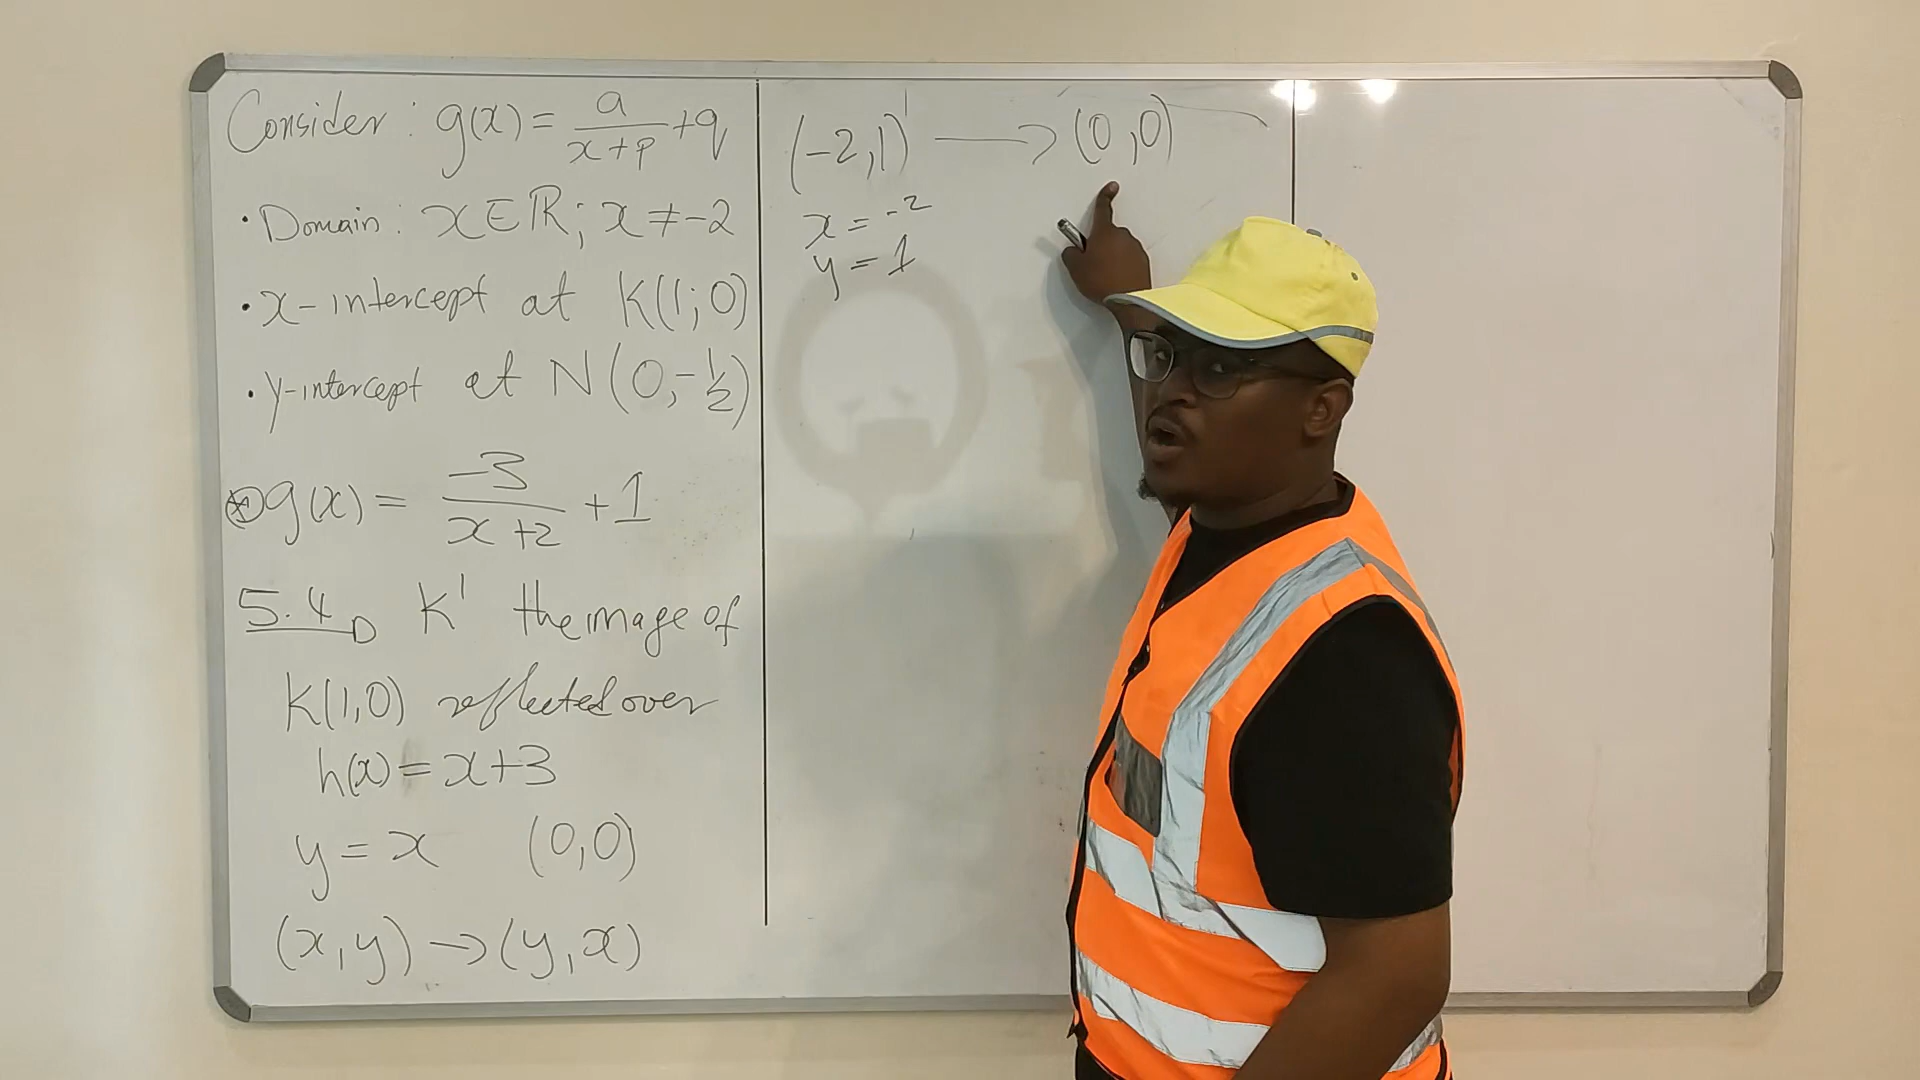 Consider: g(x) = a/(x+p) + q
• Domain: x ∈ ℝ; x ≠ -2
• x-intercept at K(1;0)
• y-intercept at N(0;-1/2)
⊛ g(x) = -3/(x+2) + 1
5.4 K' the image of
K(1,0) reflected over
h(x) = x+3
y = x (0,0)
(x,y) → (y,x)
(-2,1)' → (0,0)
x = -2
y = 1